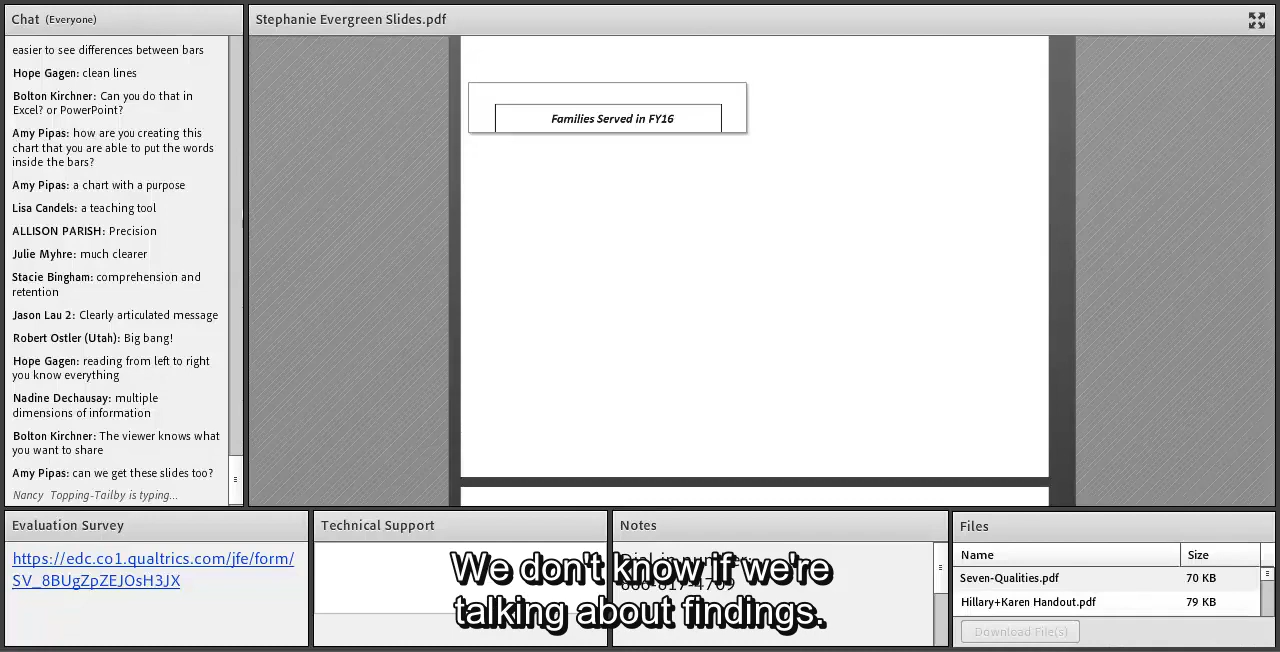 Chat (Everyone)
easier to see differences between bars
Hope Gagen: clean lines
Bolton Kirchner: Can you do that in
Excel? or PowerPoint?
Amy Pipas: how are you creating this
chart that you are able to put the words
inside the bars?
Amy Pipas: a chart with a purpose
Lisa Candels: a teaching tool
ALLISON PARISH: Precision
Julie Myhre: much clearer
Stacie Bingham: comprehension and
retention
Jason Lau 2: Clearly articulated message
Robert Ostler (Utah): Big bang!
Hope Gagen: reading from left to right
you know everything
Nadine Dechausay: multiple
dimensions of information
Bolton Kirchner: The viewer knows what
you want to share
Amy Pipas: can we get these slides too?
Nancy Topping-Tailby is typing...
Stephanie Evergreen Slides.pdf
Families Served in FY16
Evaluation Survey
https://edc.co1.qualtrics.com/jfe/form/
SV_8BUgZpZEJOsH3JX
Technical Support
Notes
Dial-in number:
Files
Name Size
Seven-Qualities.pdf 70 KB
Hillary+Karen Handout.pdf 79 KB
Download File(s)
We don't know if we're
talking about findings.